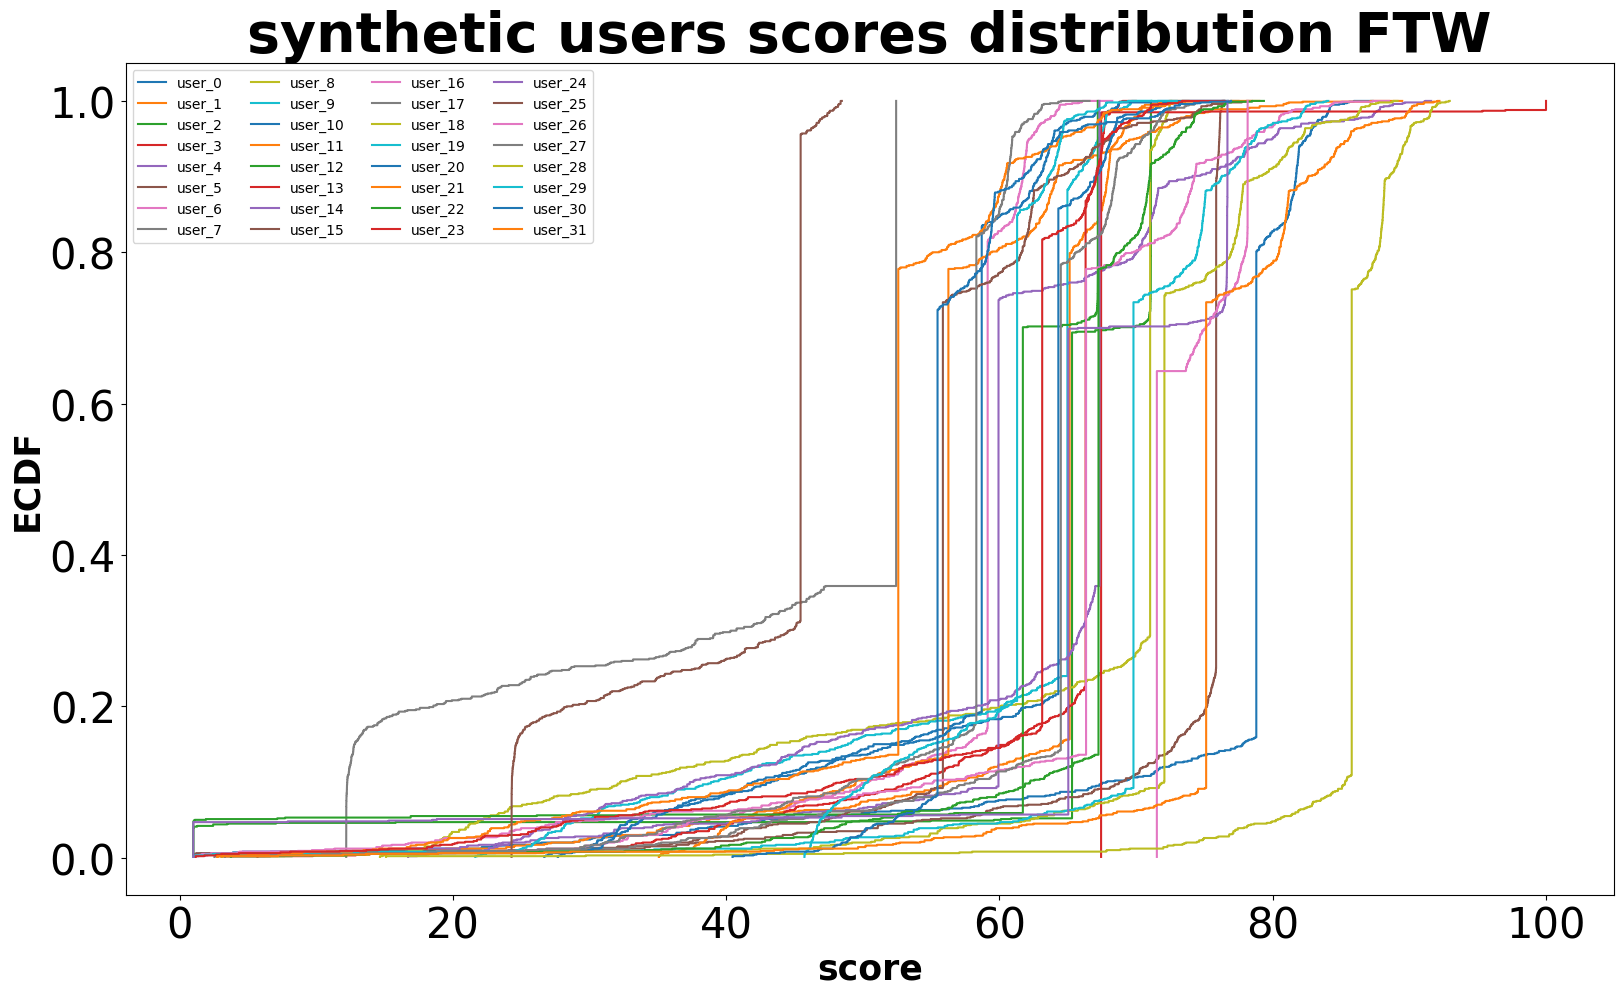 synthetic users scores distribution FTW
user_0 user_8 user_16 user_24
user_1 user_9 user_17 user_25
user_2 user_10 user_18 user_26
user_3 user_11 user_19 user_27
user_4 user_12 user_20 user_28
user_5 user_13 user_21 user_29
user_6 user_14 user_22 user_30
user_7 user_15 user_23 user_31
1.0
0.8
0.6
0.4
0.2
0.0
ECDF
0 20 40 60 80 100
score